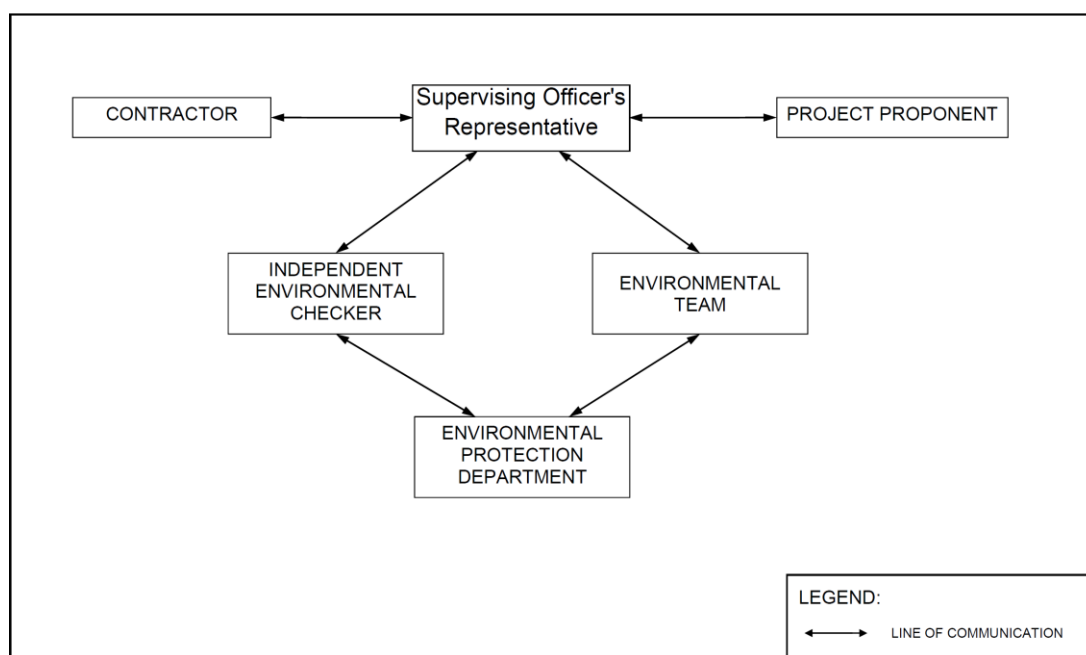 CONTRACTOR
Supervising Officer's
Representative
PROJECT PROPONENT
INDEPENDENT
ENVIRONMENTAL
CHECKER
ENVIRONMENTAL
TEAM
ENVIRONMENTAL
PROTECTION
DEPARTMENT
LEGEND:
LINE OF COMMUNICATION